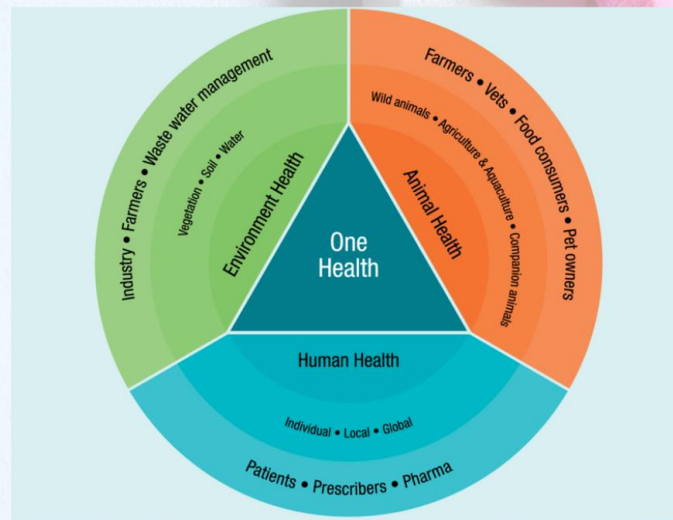 One
Health
Environment Health
Vegetation • Soil • Water
Industry • Farmers • Waste water management
Animal Health
Wild animals • Agriculture & Aquaculture • Companion animals
Farmers • Vets • Food consumers • Pet owners
Human Health
Individual • Local • Global
Patients • Prescribers • Pharma